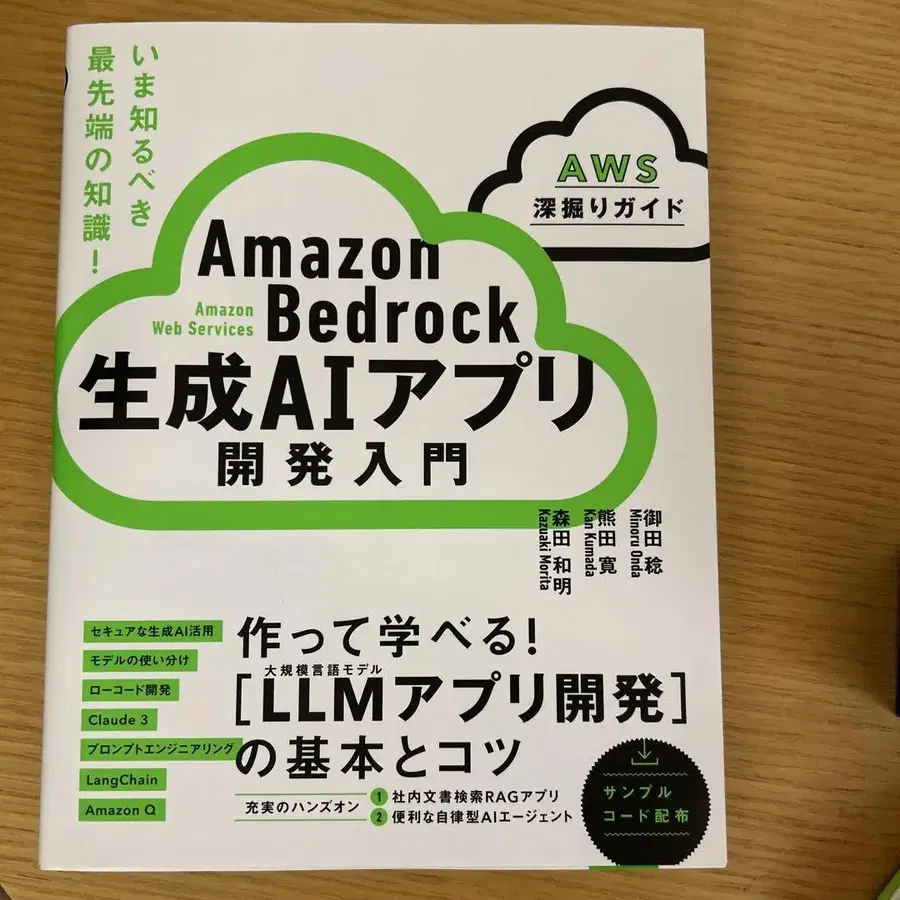 いま知るべき
最先端の知識！
AWS
深掘りガイド
Amazon
Bedrock
Amazon
Web Services
生成AIアプリ
開発入門
御田 稔
Minoru Onda
熊田 寛
Kan Kumada
森田 和明
Kazuaki Morita
セキュアな生成AI活用
モデルの使い分け
ローコード開発
Claude 3
プロンプトエンジニアリング
LangChain
Amazon Q
作って学べる！
大規模言語モデル
［LLMアプリ開発］
の基本とコツ
充実のハンズオン
1 社内文書検索RAGアプリ
2 便利な自律型AIエージェント
サンプル
コード配布